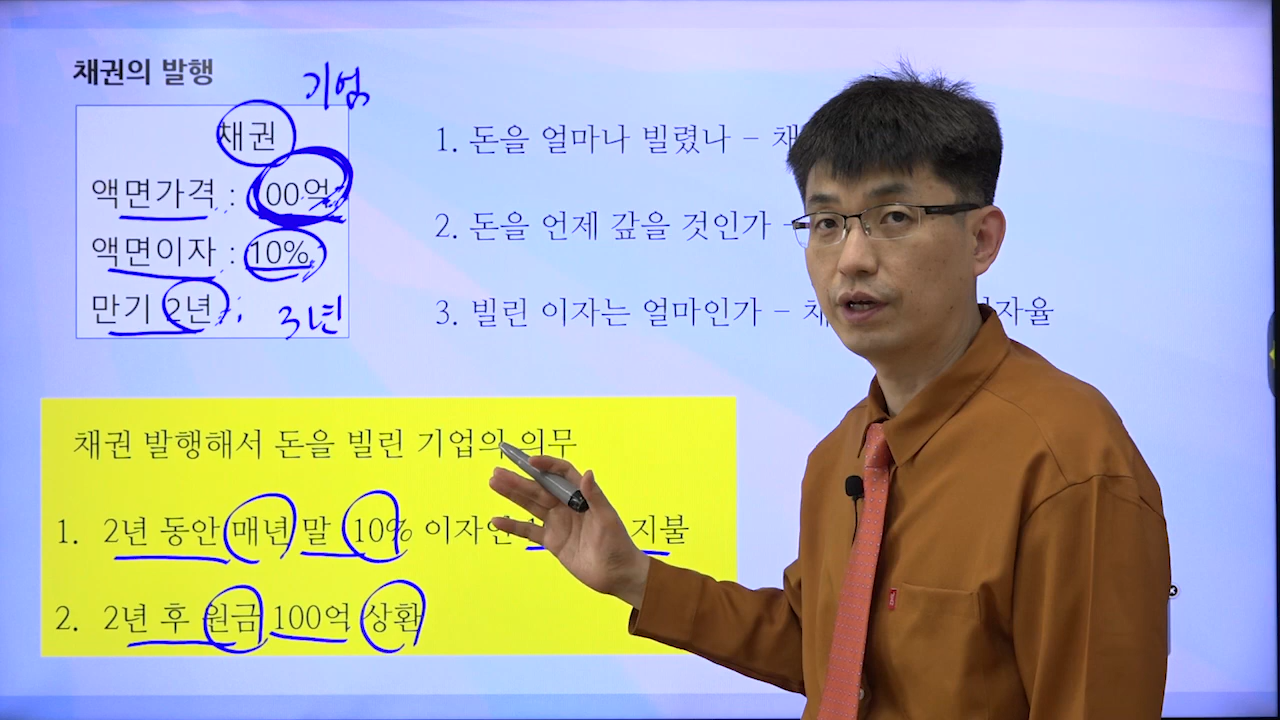 채권의 발행
기업
채권
액면가격 : 00억
액면이자 : 10%
만기 2년 : 3년
1. 돈을 얼마나 빌렸나 - 채
2. 돈을 언제 갚을 것인가 -
3. 빌린 이자는 얼마인가 - 채 자율
채권 발행해서 돈을 빌린 기업의 의무
1. 2년 동안 매년 말 10% 이자인 지불
2. 2년 후 원금 100억 상환